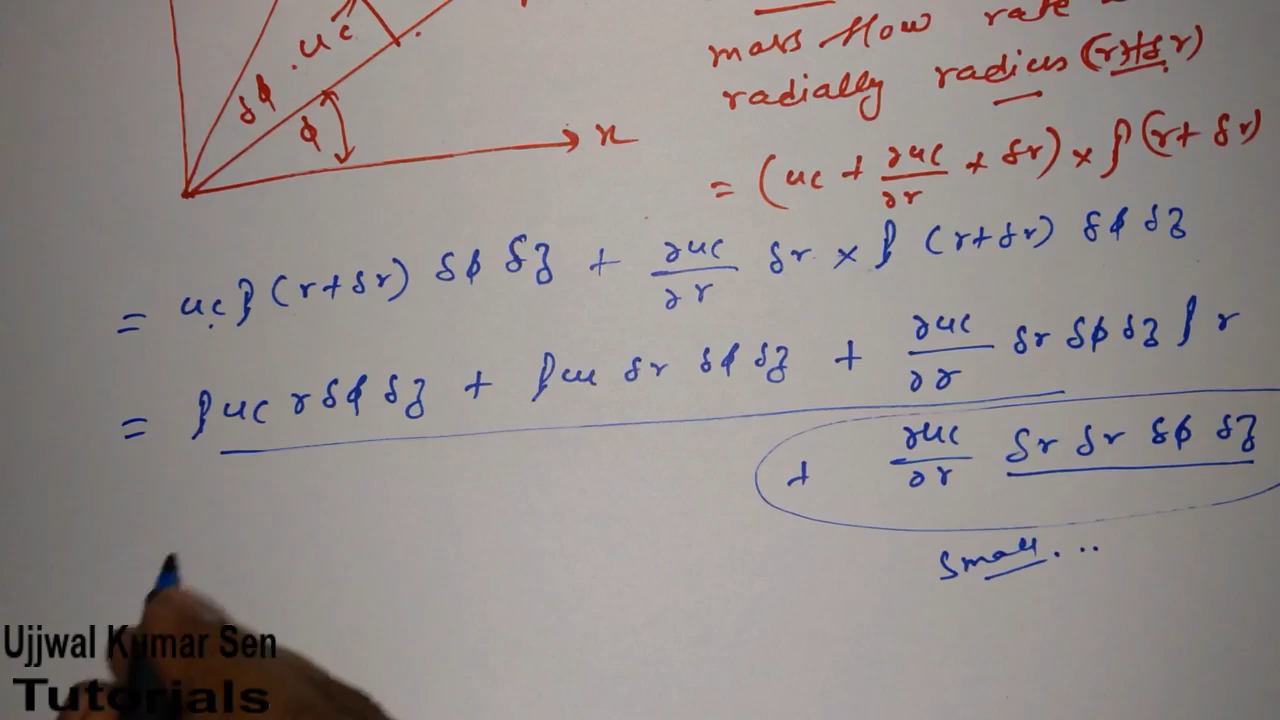 δϕ . uc
ϕ
x
mass flow rate
radially radius (r+δr)
= (uc + ∂uc/∂r + δr) × ρ (r+ δr)
= uc ρ (r+δr) δϕ δz + ∂uc/∂r δr × ρ (r+δr) δϕ δz
= ρ uc r δϕ δz + ρ uc δr δϕ δz + ∂uc/∂r δr δϕ δz ρ r
+ ∂uc/∂r δr δr δϕ δz
small...
Ujjwal Kumar Sen
Tutorials